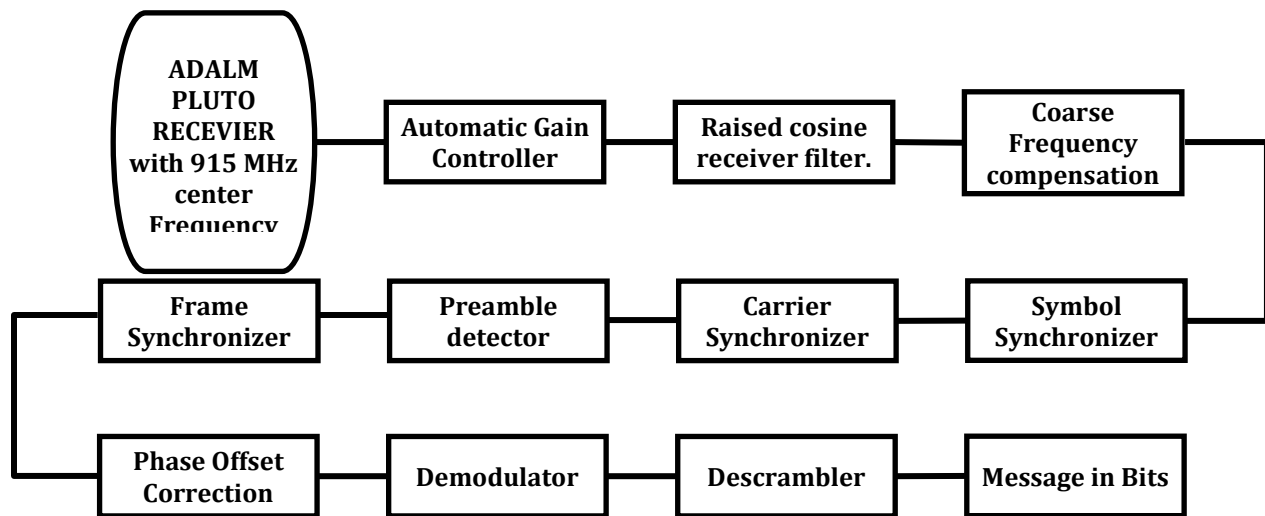 ADALM
PLUTO
RECEVIER
with 915 MHz
center
Frequency
Automatic Gain
Controller
Raised cosine
receiver filter.
Coarse
Frequency
compensation
Frame
Synchronizer
Preamble
detector
Carrier
Synchronizer
Symbol
Synchronizer
Phase Offset
Correction
Demodulator
Descrambler
Message in Bits